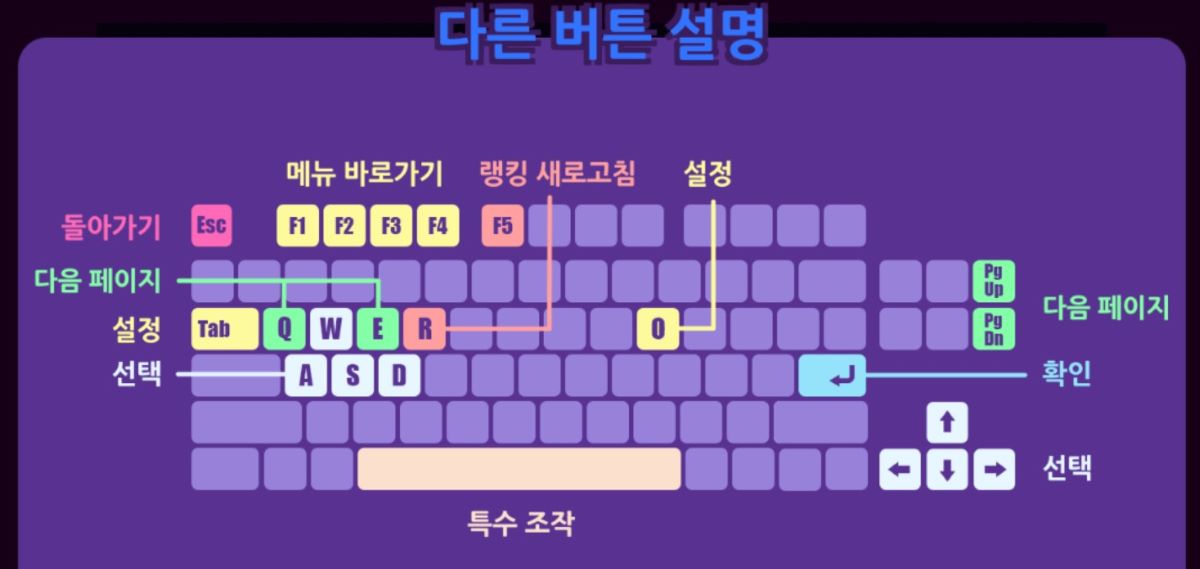 다른 버튼 설명
메뉴 바로가기 랭킹 새로고침 설정
돌아가기 Esc F1 F2 F3 F4 F5
다음 페이지 Pg Up
설정 Tab Q W E R O Pg Dn 다음 페이지
선택 A S D 확인
선택
특수 조작